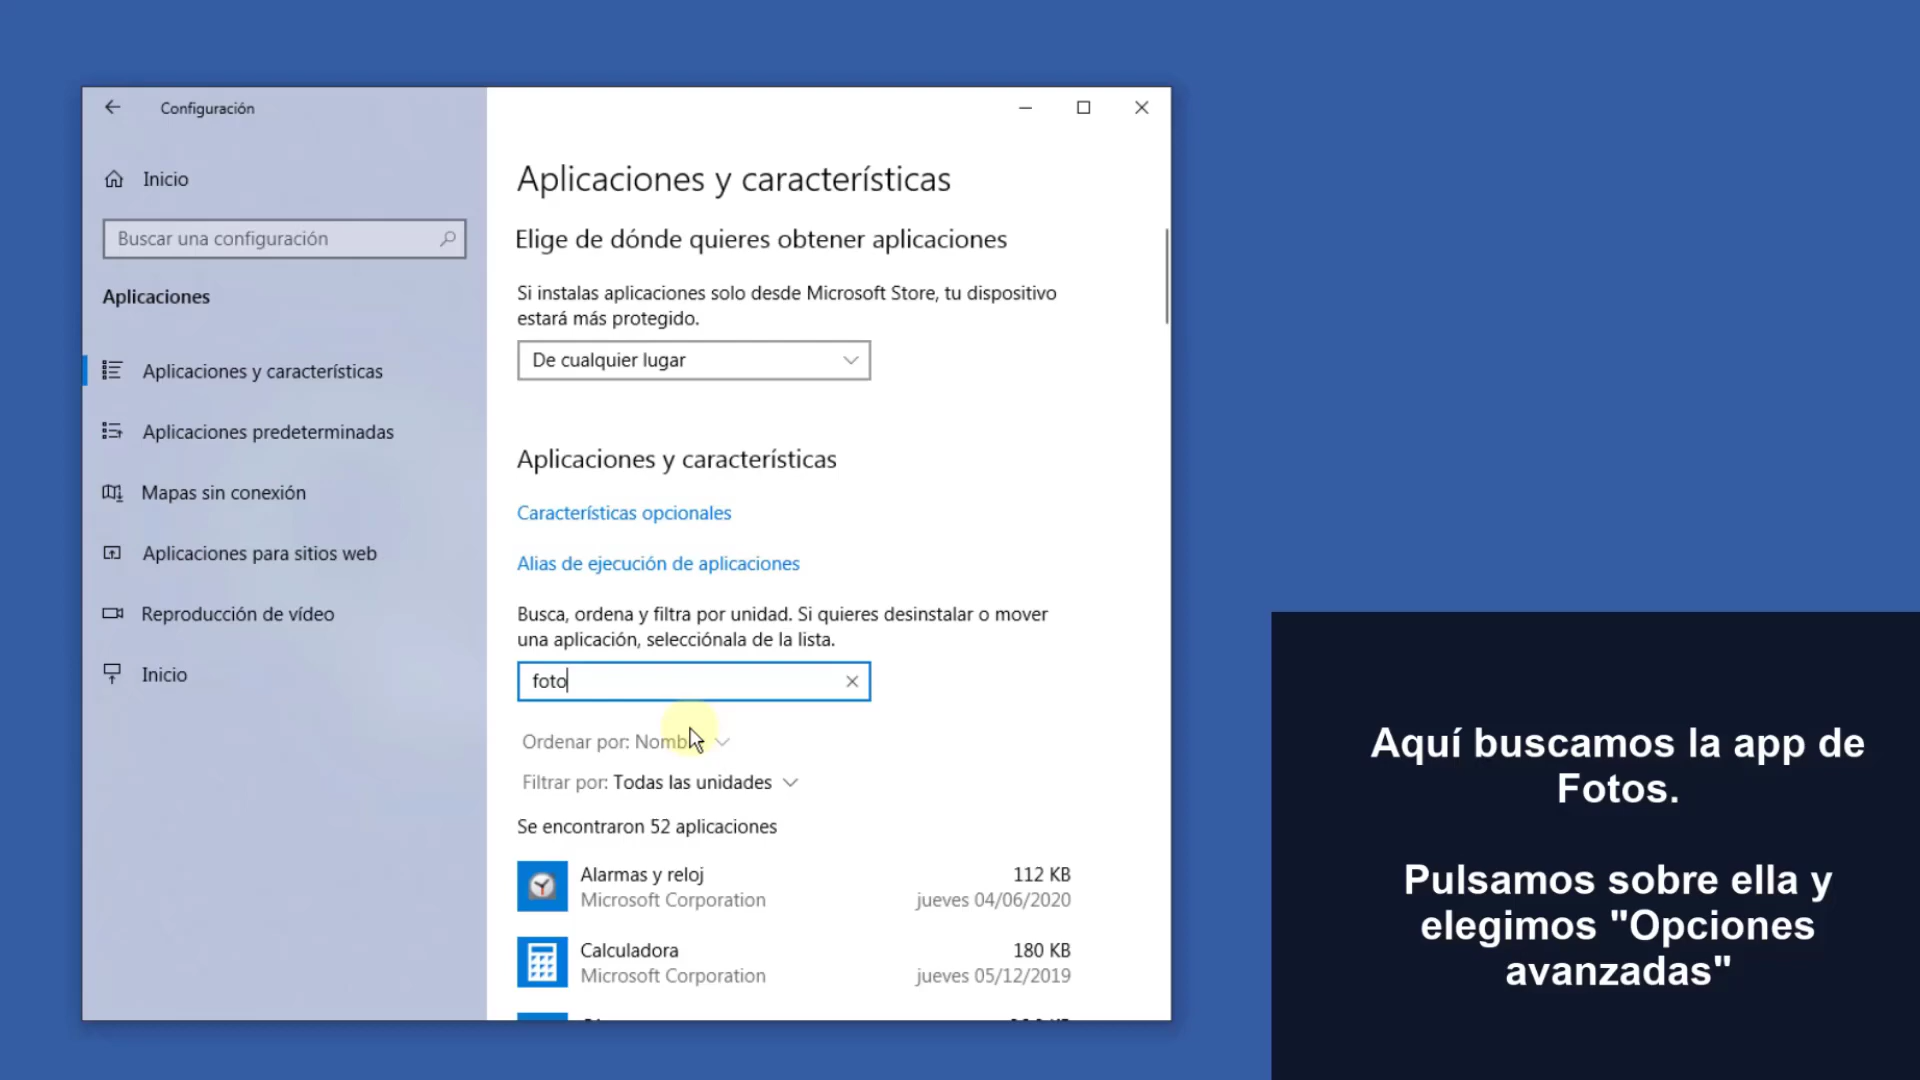 Configuración
Inicio
Buscar una configuración
Aplicaciones
Aplicaciones y características
Aplicaciones predeterminadas
Mapas sin conexión
Aplicaciones para sitios web
Reproducción de vídeo
Inicio
Aplicaciones y características
Elige de dónde quieres obtener aplicaciones
Si instalas aplicaciones solo desde Microsoft Store, tu dispositivo
estará más protegido.
De cualquier lugar
Aplicaciones y características
Características opcionales
Alias de ejecución de aplicaciones
Busca, ordena y filtra por unidad. Si quieres desinstalar o mover
una aplicación, selecciónala de la lista.
foto
Ordenar por:
Filtrar por: Todas las unidades
Se encontraron 52 aplicaciones
Alarmas y reloj 112 KB
Microsoft Corporation jueves 04/06/2020
Calculadora 180 KB
Microsoft Corporation jueves 05/12/2019
Aquí buscamos la app de
Fotos.
Pulsamos sobre ella y
elegimos "Opciones
avanzadas"